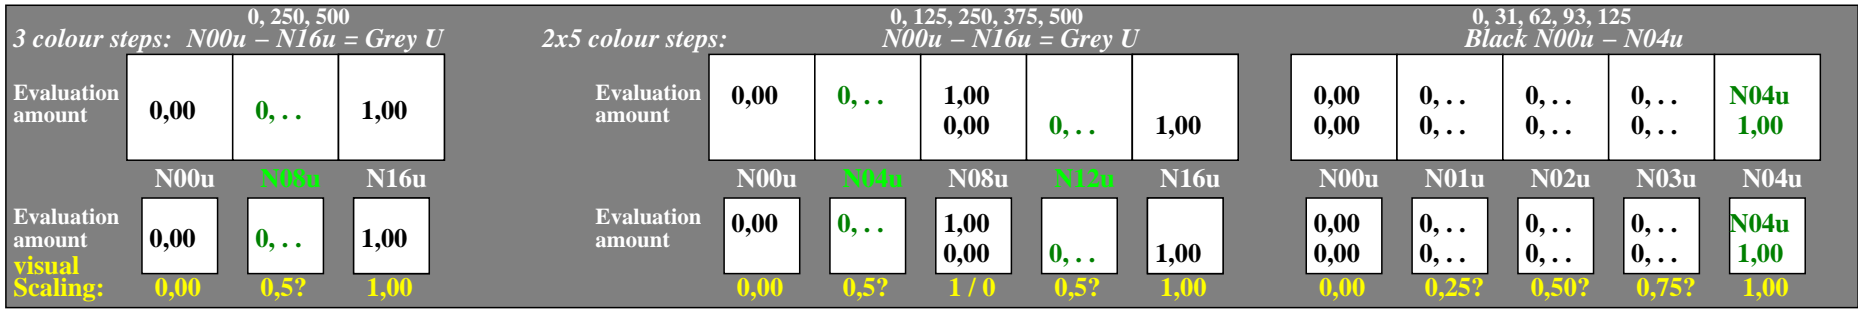 0, 250, 500
3 colour steps: N00u – N16u = Grey U
Evaluation
amount
0,00 0, . . 1,00
N00u N08u N16u
Evaluation
amount
0,00 0, . . 1,00
visual
Scaling: 0,00 0,5? 1,00
0, 125, 250, 375, 500
2x5 colour steps: N00u – N16u = Grey U
Evaluation
amount
0,00 0, . . 1,00
0,00 0, . . 1,00
N00u N04u N08u N12u N16u
Evaluation
amount
0,00 0, . . 1,00
0,00 0, . . 1,00
0,00 0,5? 1 / 0 0,5? 1,00
0, 31, 62, 93, 125
Black N00u – N04u
0,00 0, . . 0, . . 0, . . N04u
0,00 0, . . 0, . . 0, . . 1,00
N00u N01u N02u N03u N04u
0,00 0, . . 0, . . 0, . . N04u
0,00 0, . . 0, . . 0, . . 1,00
0,00 0,25? 0,50? 0,75? 1,00